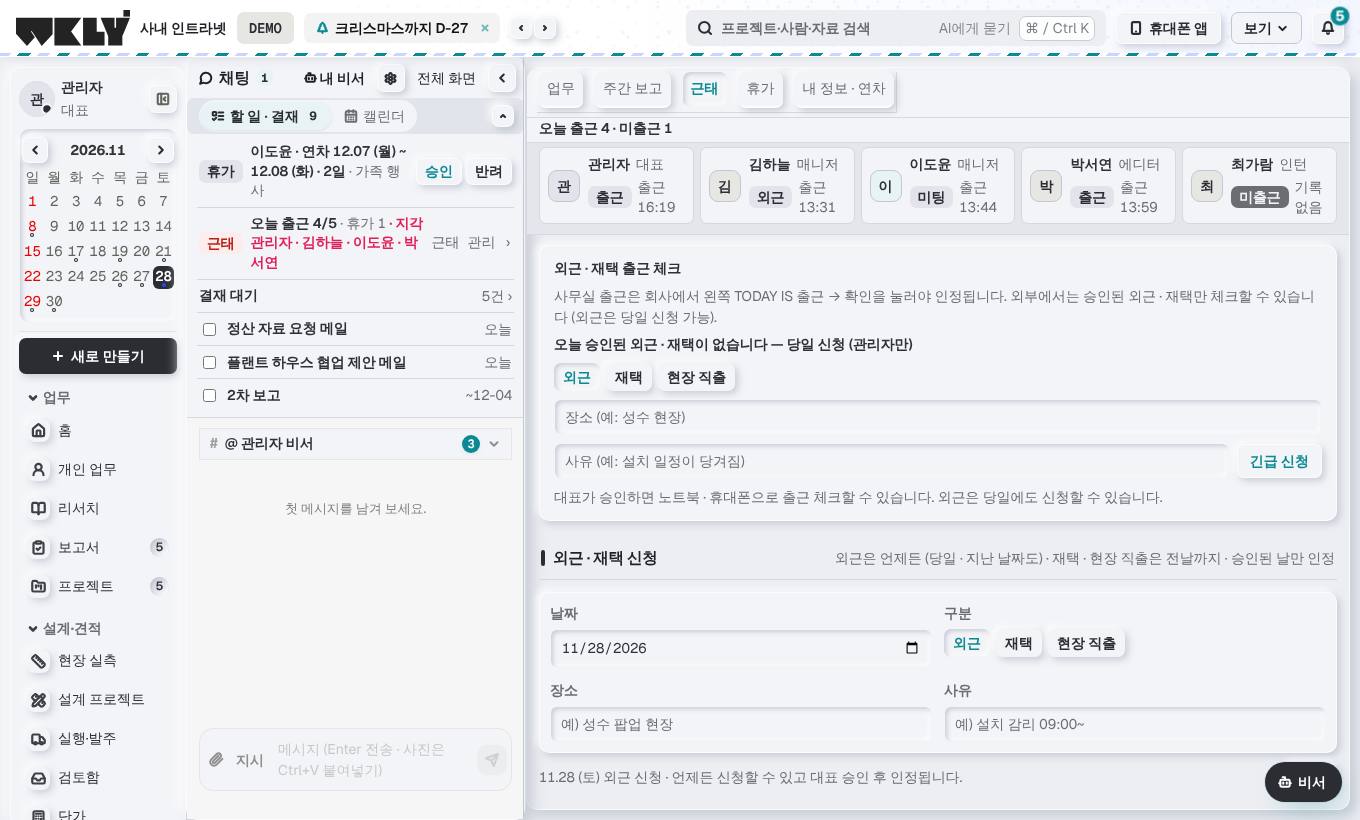 WKLY 사내 인트라넷 DEMO 크리스마스까지 D-27 × ‹ › 프로젝트·사람·자료 검색 AI에게 묻기 ⌘ / Ctrl K 휴대폰 앱 보기 5
관 관리자
대표
2026.11
일 월 화 수 목 금 토
1 2 3 4 5 6 7
8 9 10 11 12 13 14
15 16 17 18 19 20 21
22 23 24 25 26 27 28
29 30
+ 새로 만들기
업무
홈
개인 업무
리서치
보고서 5
프로젝트 5
설계·견적
현장 실측
설계 프로젝트
실행·발주
검토함
단가
채팅 1 내 비서 전체 화면
할 일 · 결재 9 캘린더
휴가 이도윤 · 연차 12.07 (월) ~
12.08 (화) · 2일 · 가족 행
사
승인 반려
근태 오늘 출근 4/5 · 휴가 1 · 지각
관리자 · 김하늘 · 이도윤 · 박
서연
근태 관리 ›
결재 대기 5건 ›
정산 자료 요청 메일 오늘
플랜트 하우스 협업 제안 메일 오늘
2차 보고 ~12-04
# @ 관리자 비서 3
첫 메시지를 남겨 보세요.
지시 메시지 (Enter 전송 · 사진은
Ctrl+V 붙여넣기)
업무 주간 보고 근태 휴가 내 정보 · 연차
오늘 출근 4 · 미출근 1
관 관리자 대표
출근 출근
16:19
김 김하늘 매니저
외근 출근
13:31
이 이도윤 매니저
미팅 출근
13:44
박 박서연 에디터
출근 출근
13:59
최 최가람 인턴
미출근 기록
없음
외근 · 재택 출근 체크
사무실 출근은 회사에서 왼쪽 TODAY IS 출근 → 확인을 눌러야 인정됩니다. 외부에서는 승인된 외근 · 재택만 체크할 수 있습니
다 (외근은 당일 신청 가능).
오늘 승인된 외근 · 재택이 없습니다 — 당일 신청 (관리자만)
외근 재택 현장 직출
장소 (예: 성수 현장)
사유 (예: 설치 일정이 당겨짐) 긴급 신청
대표가 승인하면 노트북 · 휴대폰으로 출근 체크할 수 있습니다. 외근은 당일에도 신청할 수 있습니다.
외근 · 재택 신청 외근은 언제든 (당일 · 지난 날짜도) · 재택 · 현장 직출은 전날까지 · 승인된 날만 인정
날짜 구분
11/28/2026 외근 재택 현장 직출
장소 사유
예) 성수 팝업 현장 예) 설치 감리 09:00~
11.28 (토) 외근 신청 · 언제든 신청할 수 있고 대표 승인 후 인정됩니다.
비서